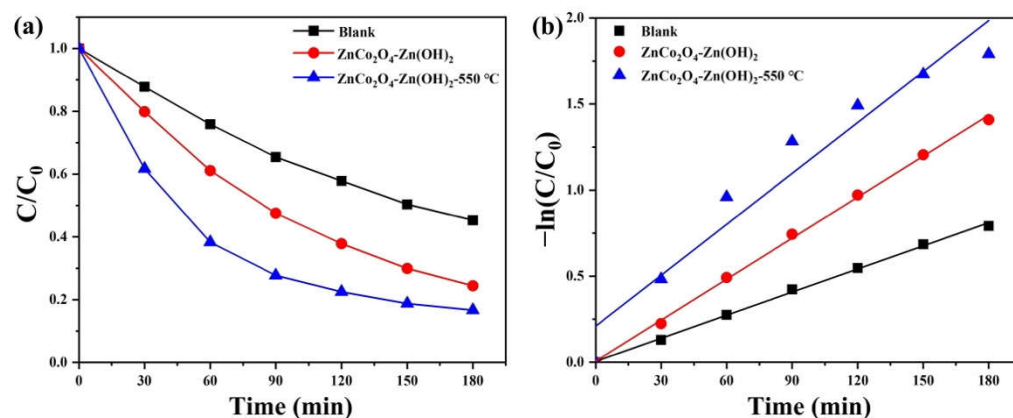 (a)
Blank
ZnCo₂O₄-Zn(OH)₂
ZnCo₂O₄-Zn(OH)₂-550 °C
C/C₀
1.0
0.8
0.6
0.4
0.2
0.0
0 30 60 90 120 150 180
Time (min)
(b)
Blank
ZnCo₂O₄-Zn(OH)₂
ZnCo₂O₄-Zn(OH)₂-550 °C
−ln(C/C₀)
2.0
1.5
1.0
0.5
0.0
0 30 60 90 120 150 180
Time (min)